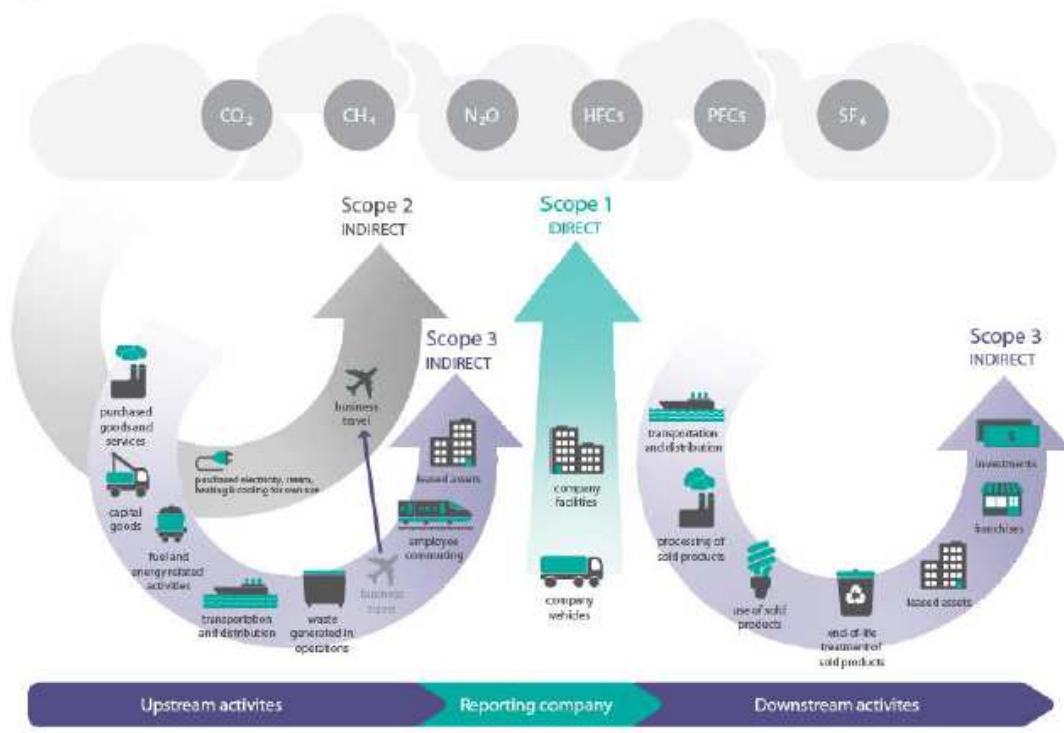 CO₂
CH₄
N₂O
HFCs
PFCs
SF₆
Scope 2
INDIRECT
Scope 1
DIRECT
Scope 3
INDIRECT
Scope 3
INDIRECT
purchased
goods and
services
capital
goods
fuel and
energy related
activities
transportation
and distribution
waste
generated in
operations
purchased electricity, steam,
heating & cooling for own use
business
travel
business
travel
employee
commuting
leased assets
company
facilities
company
vehicles
transportation
and distribution
processing of
sold products
use of sold
products
end-of-life
treatment of
sold products
leased assets
franchises
$
investments
Upstream activites
Reporting company
Downstream activites